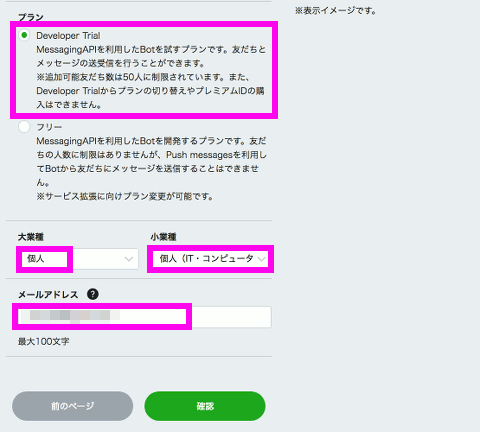 ※表示イメージです。
プラン
Developer Trial
MessagingAPIを利用したBotを試すプランです。友だちと
メッセージの送受信を行うことができます。
※追加可能友だち数は50人に制限されています。また、
Developer Trialからプランの切り替えやプレミアムIDの購
入はできません。
フリー
MessagingAPIを利用したBotを開発するプランです。友だ
ちの人数に制限はありませんが、Push messagesを利用し
てBotから友だちにメッセージを送信することはできませ
ん。
※サービス拡張に向けプラン変更が可能です。
大業種 小業種
個人 個人（IT・コンピュータ
メールアドレス ?
最大100文字
前のページ 確認